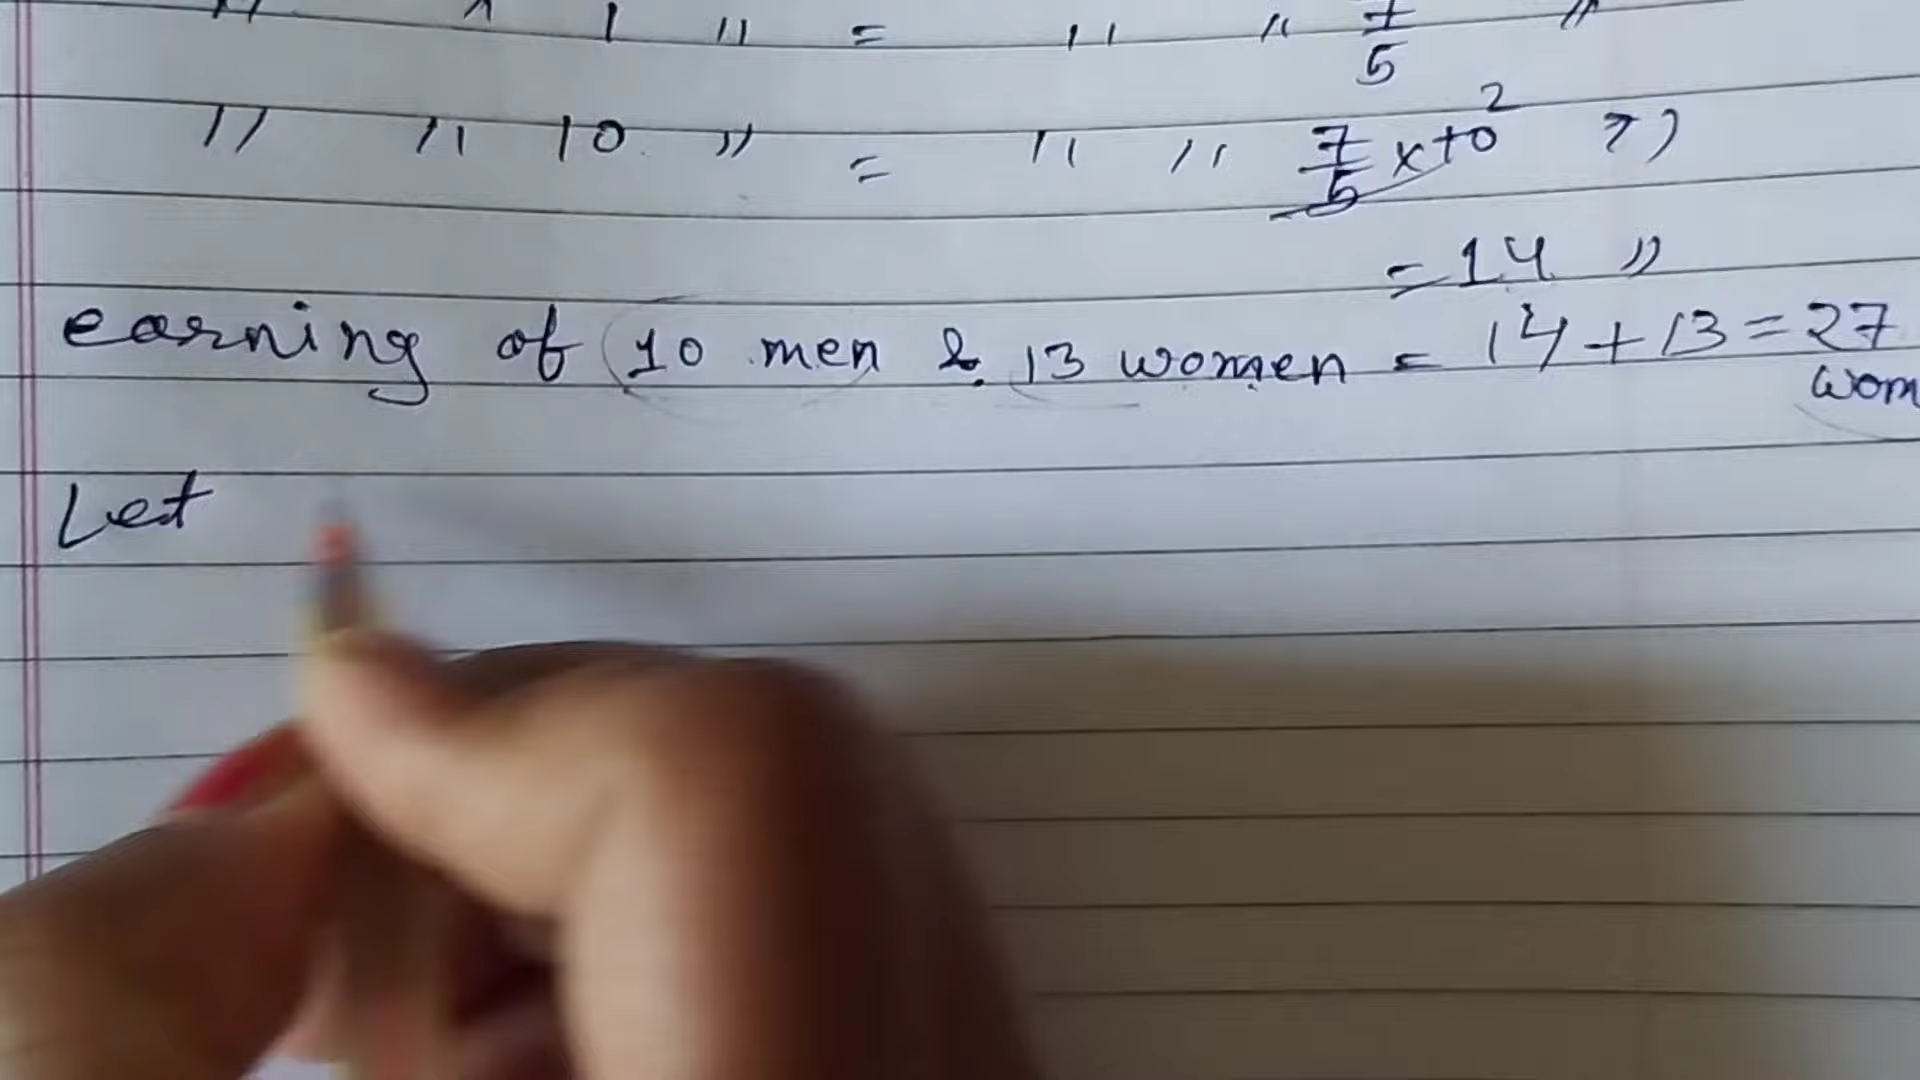 " " 1 " = " " 7/5 "
" " 10 " = " " 7/5 x 10 2 "
= 14 "
earning of 10 men & 13 women = 14 + 13 = 27
wom
Let